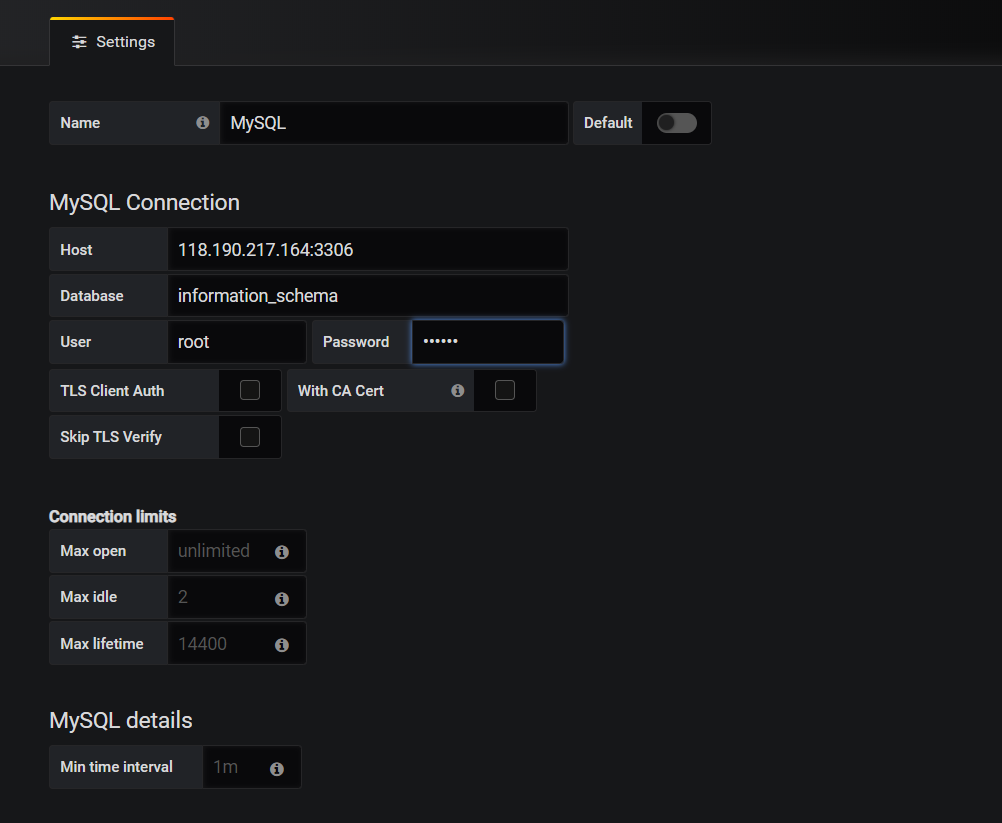 Settings
Name MySQL Default
MySQL Connection
Host 118.190.217.164:3306
Database information_schema
User root Password ••••••
TLS Client Auth With CA Cert
Skip TLS Verify
Connection limits
Max open unlimited
Max idle 2
Max lifetime 14400
MySQL details
Min time interval 1m